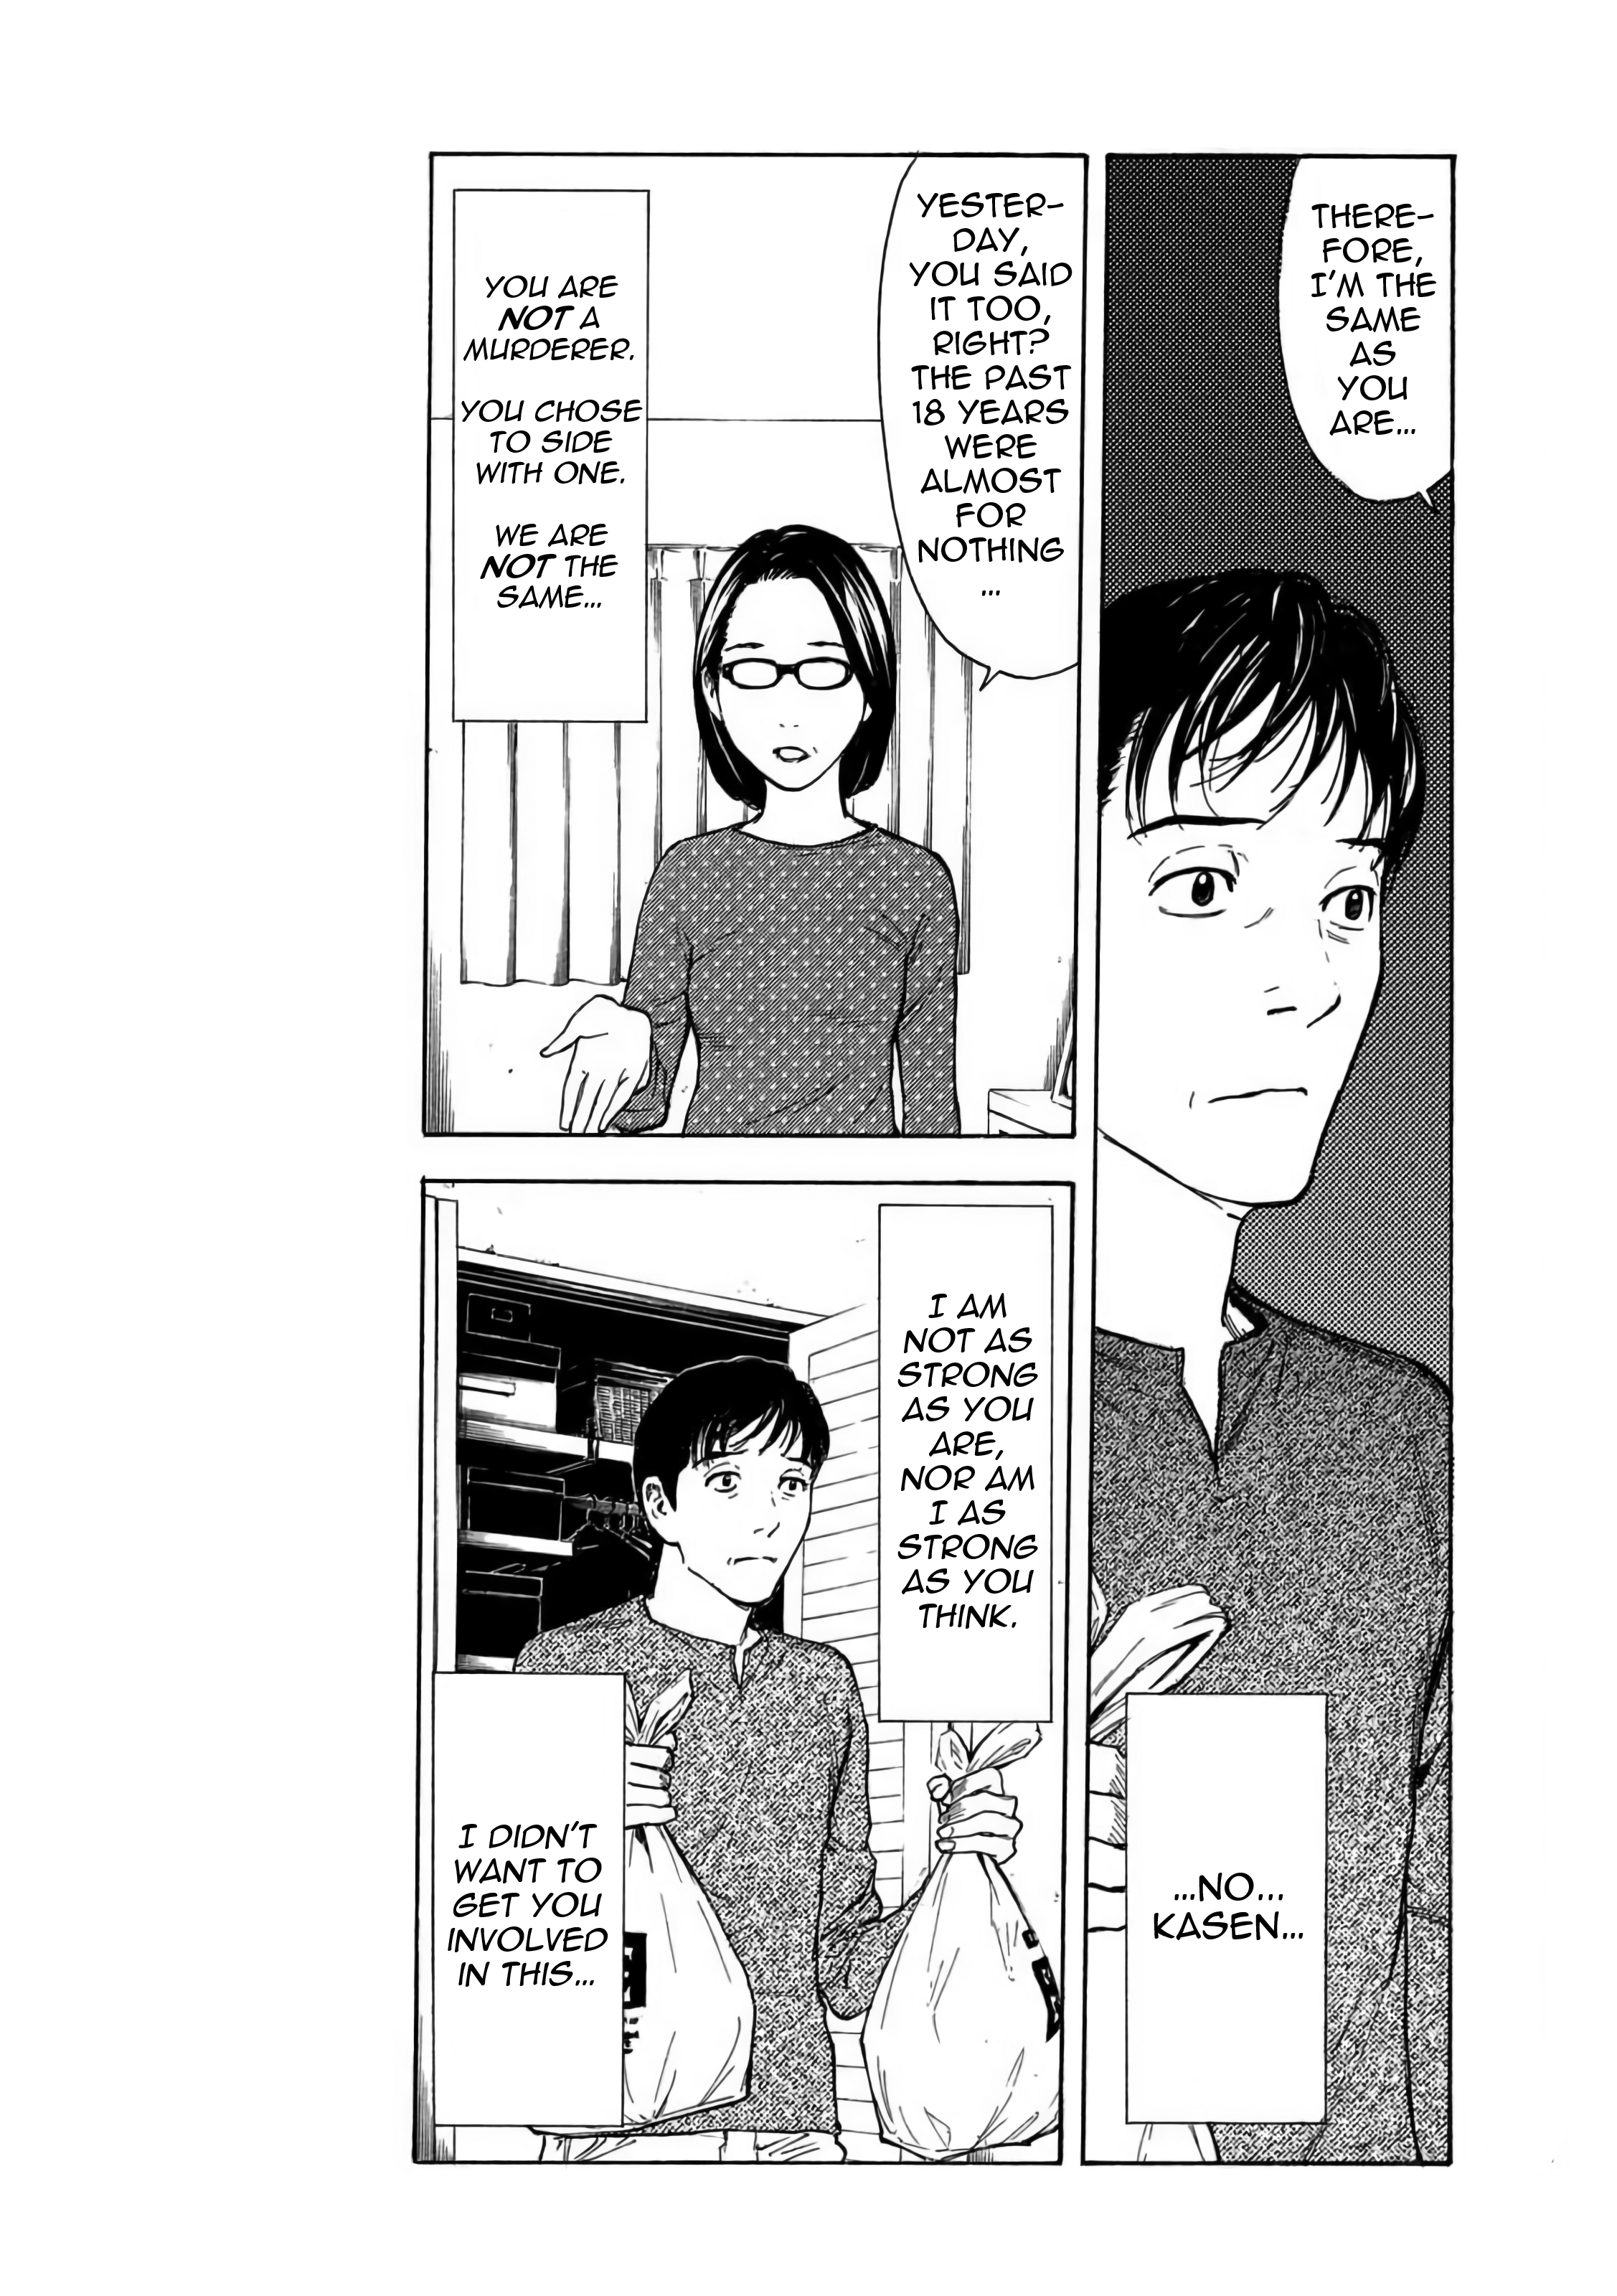 THERE-
FORE,
I'M THE
SAME
AS
YOU
ARE...
...NO...
KASEN...
YESTER-
DAY,
YOU SAID
IT TOO,
RIGHT?
THE PAST
18 YEARS
WERE
ALMOST
FOR
NOTHING
...
YOU ARE
NOT A
MURDERER.
YOU CHOSE
TO SIDE
WITH ONE.
WE ARE
NOT THE
SAME...
I AM
NOT AS
STRONG
AS YOU
ARE,
NOR AM
I AS
STRONG
AS YOU
THINK.
I DIDN'T
WANT TO
GET YOU
INVOLVED
IN THIS...